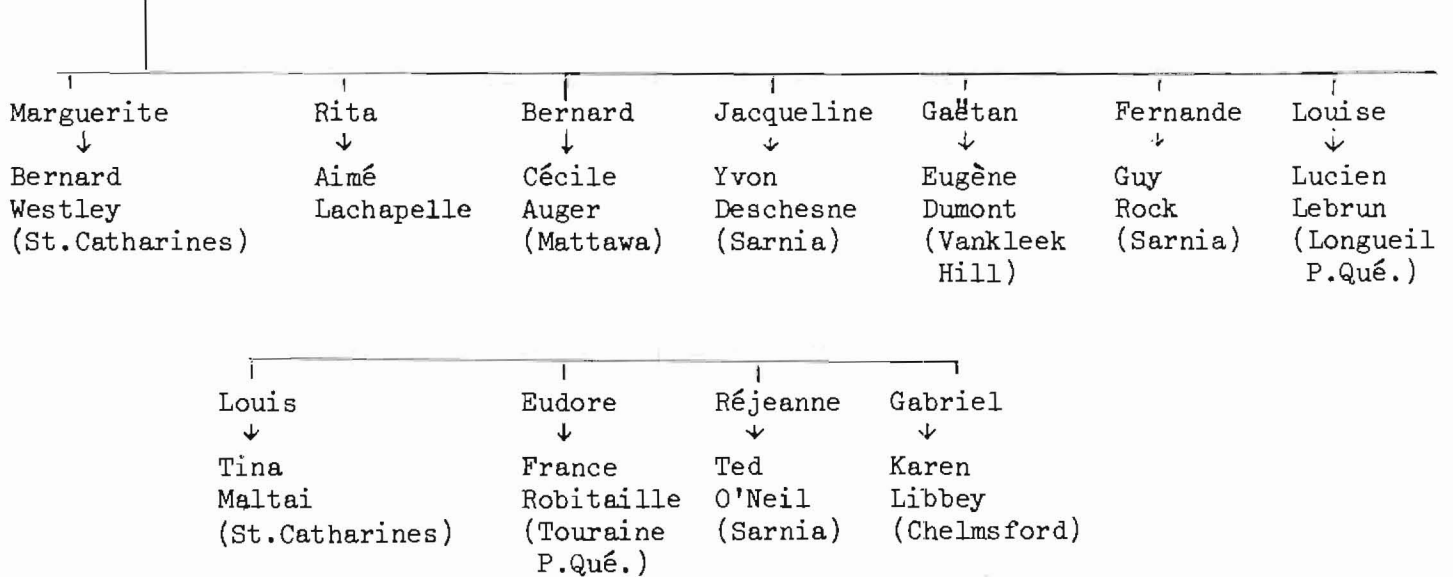 Marguerite Rita Bernard Jacqueline Gaëtan Fernande Louise
Bernard Aimé Cécile Yvon Eugène Guy Lucien
Westley Lachapelle Auger Deschesne Dumont Rock Lebrun
(St.Catharines) (Mattawa) (Sarnia) (Vankleek (Sarnia) (Longueil
Hill) P.Qué.)
Louis Eudore Réjeanne Gabriel
Tina France Ted Karen
Maltai Robitaille O'Neil Libbey
(St.Catharines) (Touraine (Sarnia) (Chelmsford)
P.Qué.)